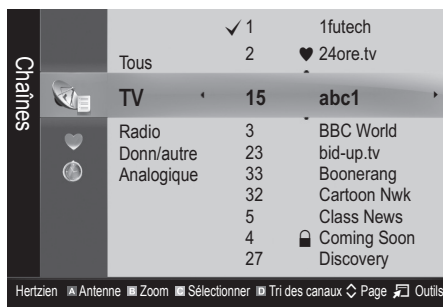 Chaînes
✓ 1 1futech
Tous 2 ♥ 24ore.tv
TV 15 abc1
Radio 3 BBC World
Donn/autre 23 bid-up.tv
Analogique 33 Boonerang
32 Cartoon Nwk
5 Class News
4 Coming Soon
27 Discovery
Hertzien A Antenne B Zoom C Sélectionner D Tri des canaux Page Outils